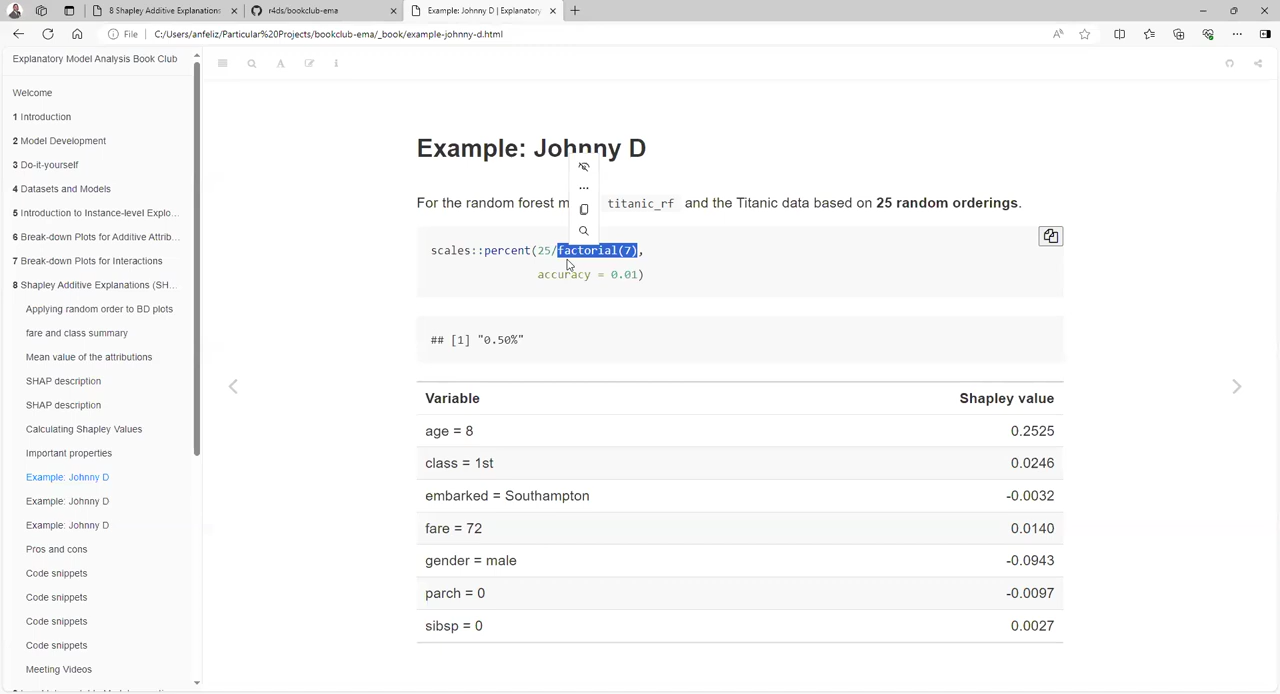 8 Shapley Additive Explanations
r4ds/bookclub-ema
Example: Johnny D | Explanatory
File
C:/Users/anfeliz/Particular%20Projects/bookclub-ema/_book/example-johnny-d.html
Explanatory Model Analysis Book Club
Welcome
1 Introduction
2 Model Development
3 Do-it-yourself
4 Datasets and Models
5 Introduction to Instance-level Explo...
6 Break-down Plots for Additive Attrib...
7 Break-down Plots for Interactions
8 Shapley Additive Explanations (SH...
Applying random order to BD plots
fare and class summary
Mean value of the attributions
SHAP description
SHAP description
Calculating Shapley Values
Important properties
Example: Johnny D
Example: Johnny D
Example: Johnny D
Pros and cons
Code snippets
Code snippets
Code snippets
Code snippets
Meeting Videos
Example: Johnny D
For the random forest m titanic_rf and the Titanic data based on 25 random orderings.
scales::percent(25/factorial(7),
accuracy = 0.01)
## [1] "0.50%"
Variable Shapley value
age = 8 0.2525
class = 1st 0.0246
embarked = Southampton -0.0032
fare = 72 0.0140
gender = male -0.0943
parch = 0 -0.0097
sibsp = 0 0.0027